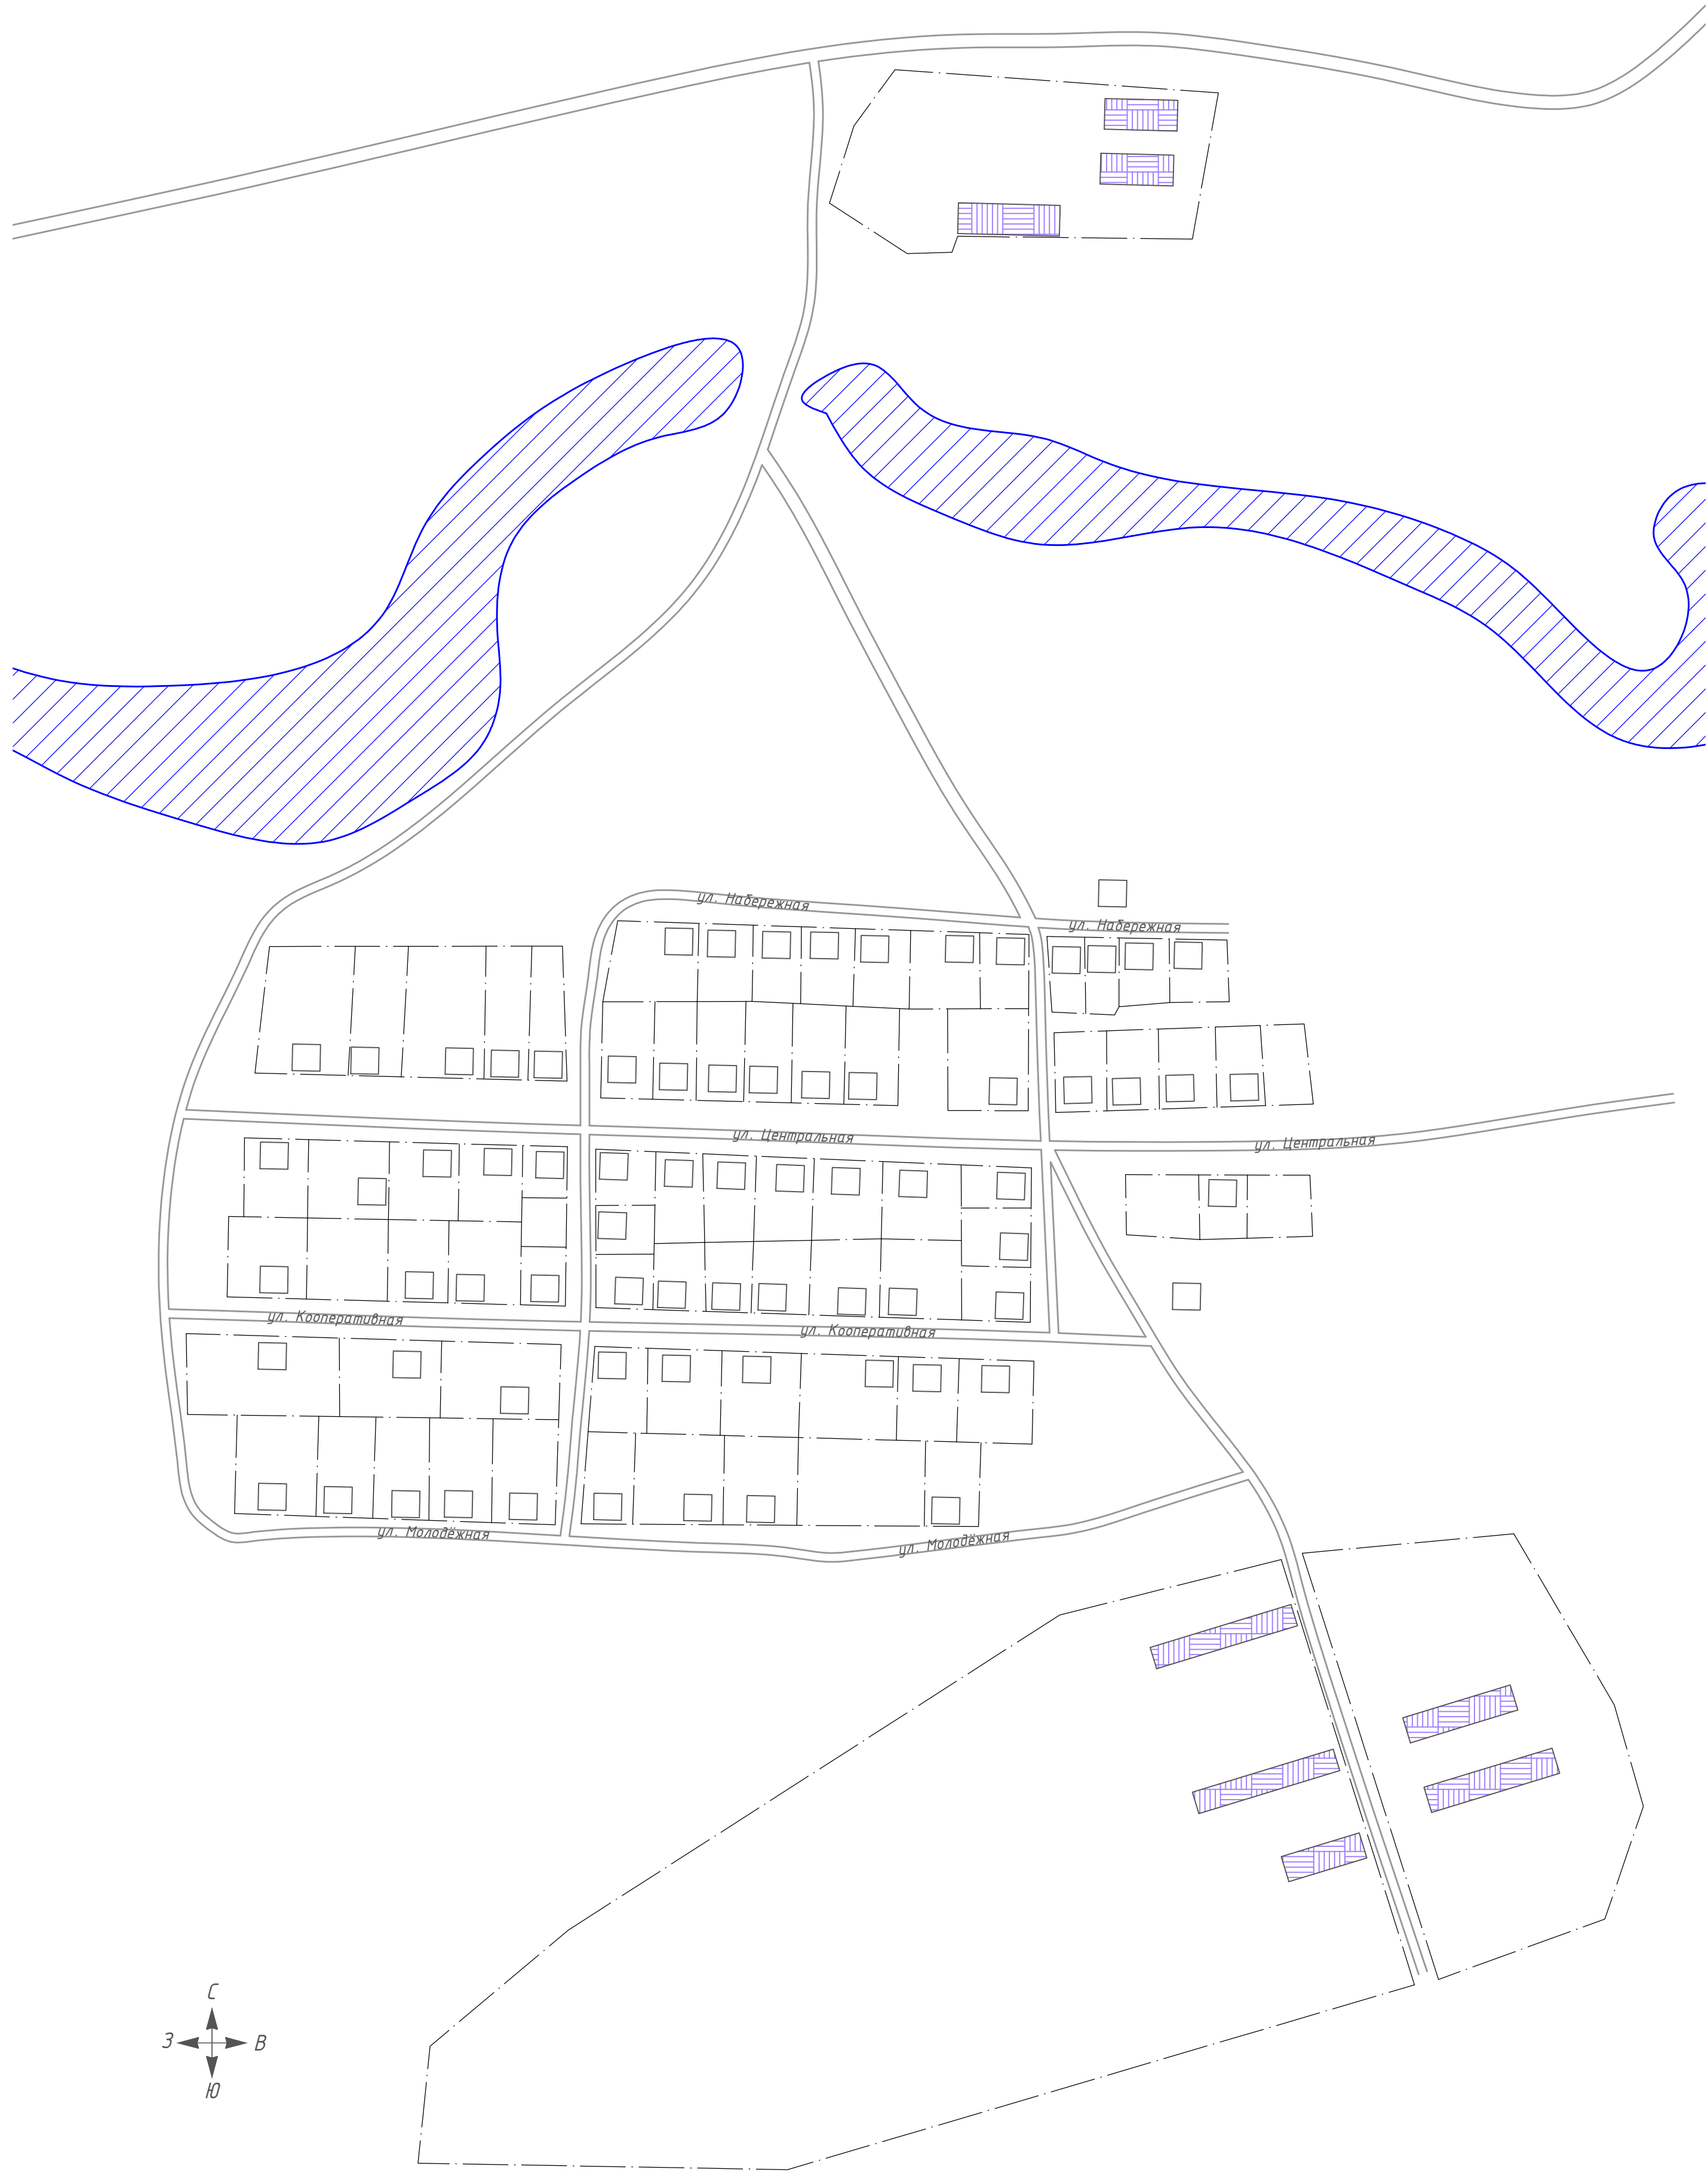 ул. Набережная
ул. Набережная
ул. Центральная
ул. Центральная
ул. Кооперативная
ул. Кооперативная
ул. Молодёжная
ул. Молодёжная
С
З В
Ю